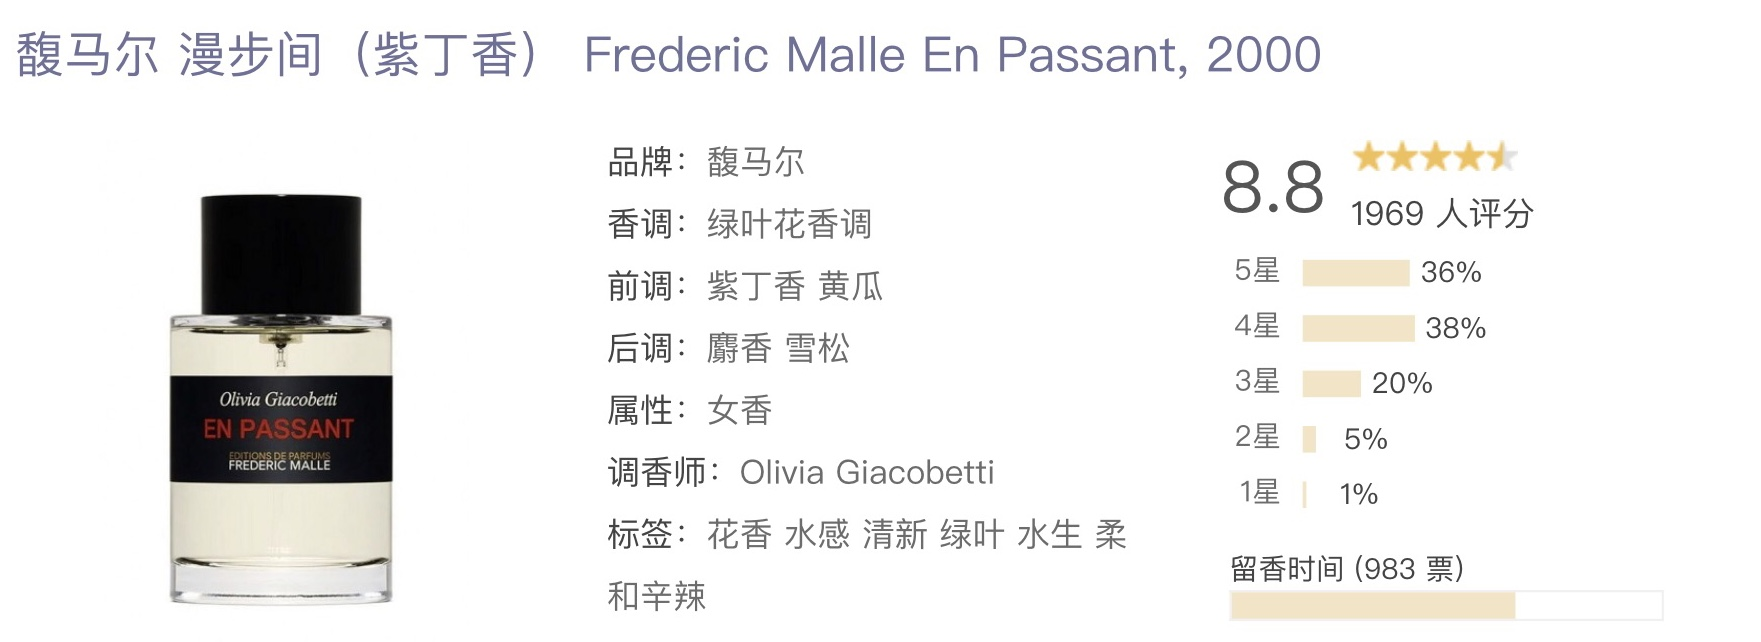 馥马尔 漫步间（紫丁香） Frederic Malle En Passant, 2000
Olivia Giacobetti
EN PASSANT
EDITIONS DE PARFUMS
FREDERIC MALLE
品牌：馥马尔
香调：绿叶花香调
前调：紫丁香 黄瓜
后调：麝香 雪松
属性：女香
调香师：Olivia Giacobetti
标签：花香 水感 清新 绿叶 水生 柔
和辛辣
8.8
1969 人评分
5星 36%
4星 38%
3星 20%
2星 5%
1星 1%
留香时间 (983 票)